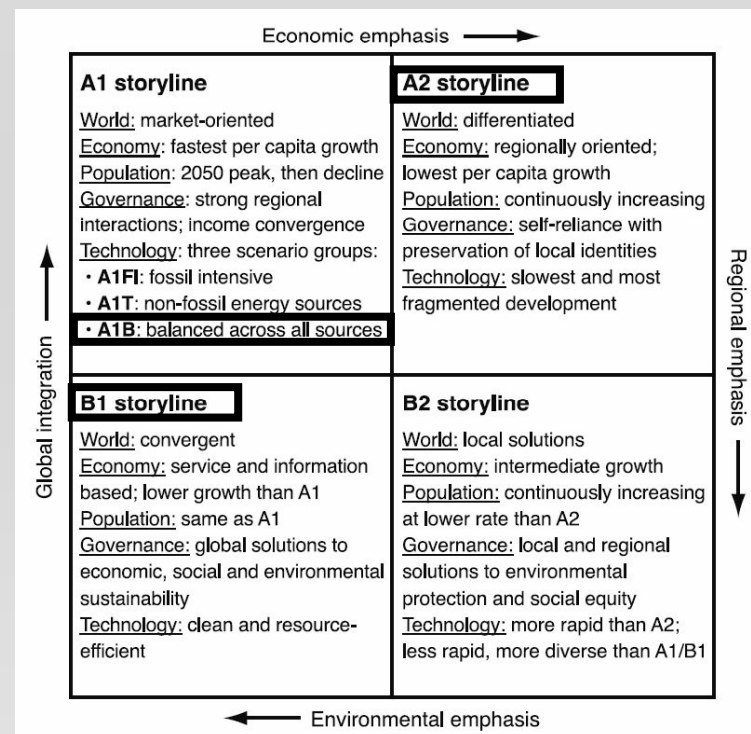 Economic emphasis
A1 storyline
World: market-oriented
Economy: fastest per capita growth
Population: 2050 peak, then decline
Governance: strong regional
interactions; income convergence
Technology: three scenario groups:
• A1FI: fossil intensive
• A1T: non-fossil energy sources
• A1B: balanced across all sources
A2 storyline
World: differentiated
Economy: regionally oriented;
lowest per capita growth
Population: continuously increasing
Governance: self-reliance with
preservation of local identities
Technology: slowest and most
fragmented development
Global integration
Regional emphasis
B1 storyline
World: convergent
Economy: service and information
based; lower growth than A1
Population: same as A1
Governance: global solutions to
economic, social and environmental
sustainability
Technology: clean and resource-
efficient
B2 storyline
World: local solutions
Economy: intermediate growth
Population: continuously increasing
at lower rate than A2
Governance: local and regional
solutions to environmental
protection and social equity
Technology: more rapid than A2;
less rapid, more diverse than A1/B1
Environmental emphasis